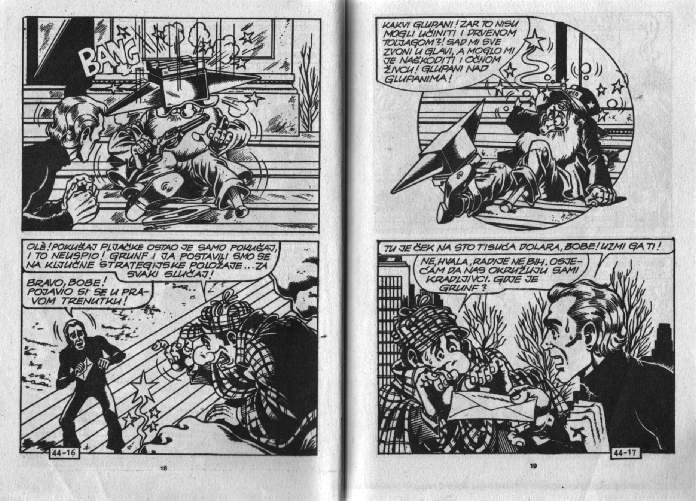 BANG
OLÈ! POKUŠAJ PLJAČKE OSTAO JE SAMO POKUŠAJ,
I TO NEUSPIO! GRUNF I JA POSTAVILI SMO SE
NA KLJUČNE STRATEGIJSKE POLOŽAJE...ZA
SVAKI SLUČAJ!
BRAVO, BOBE!
POJAVIO SI SE U PRA-
VOM TRENUTKU!
44-16
18
KAKVI GLUPANI! ZAR TO NISU
MOGLI UČINITI I DRVENOM
TOLJAGOM?! SAD MI SVE
ZVONI U GLAVI, A MOGLO MI
JE NAŠKODITI I OČNOM
ŽIVCU! GLUPANI NAD
GLUPANIMA!
TU JE ČEK NA STO TISUĆA DOLARA, BOBE! UZMI GA TI!
NE, HVALA, RADIJE NE BIH. OSJE-
ĆAM DA NAS OKRUŽUJU SAMI
KRADLJIVCI. GDJE JE
GRUNF?
44-17
19